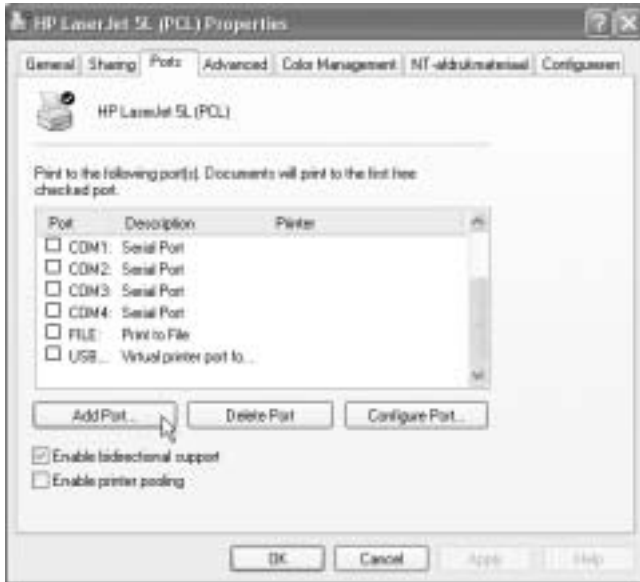 HP LaserJet 5L (PCL) Properties
General Sharing Ports Advanced Color Management NT-afdrukmateriaal Configureren
HP LaserJet 5L (PCL)
Print to the following port(s). Documents will print to the first free
checked port.
Port Description Printer
COM1: Serial Port
COM2: Serial Port
COM3: Serial Port
COM4: Serial Port
FILE: Print to File
USB... Virtual printer port fo...
Add Port... Delete Port Configure Port...
Enable bidirectional support
Enable printer pooling
OK Cancel Apply Help